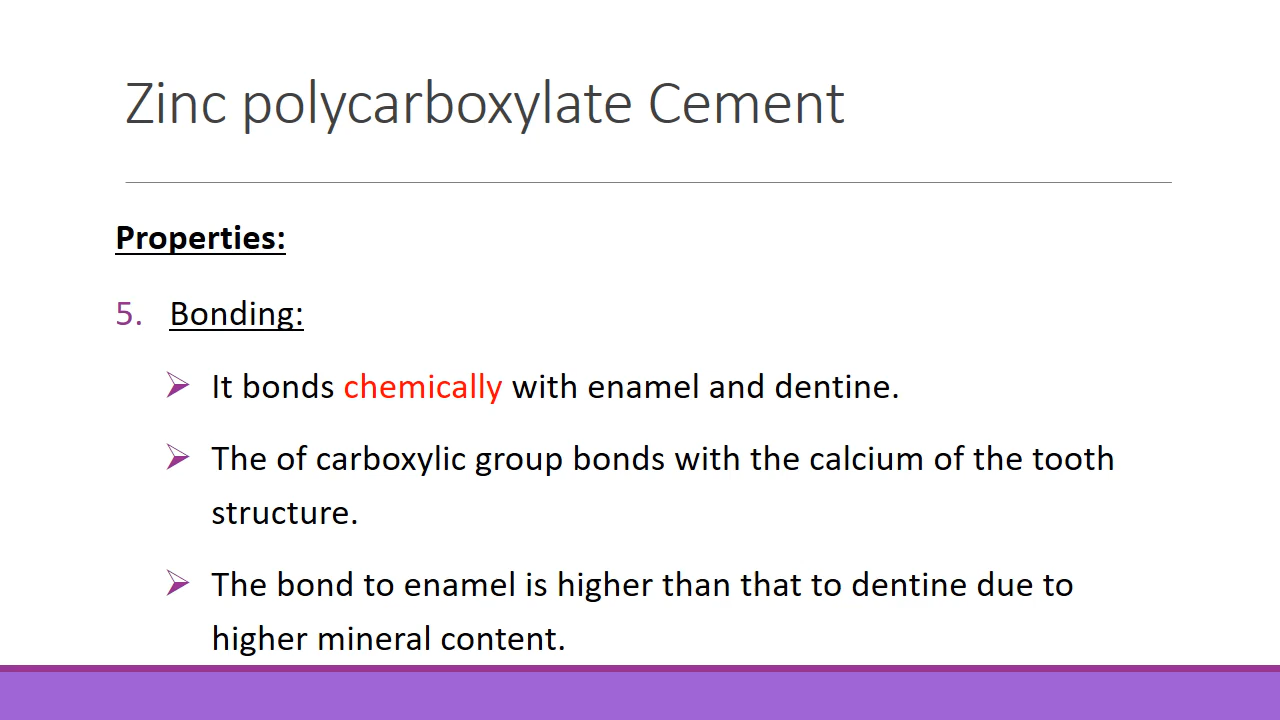 Zinc polycarboxylate Cement
Properties:
5. Bonding:
It bonds chemically with enamel and dentine.
The of carboxylic group bonds with the calcium of the tooth
structure.
The bond to enamel is higher than that to dentine due to
higher mineral content.